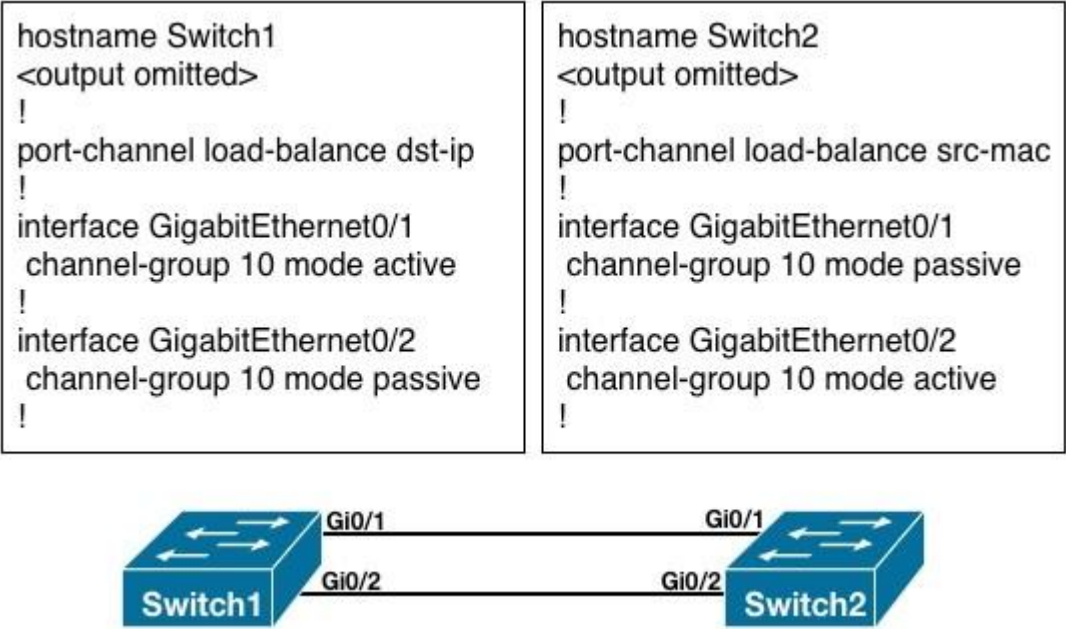 hostname Switch1
<output omitted>
!
port-channel load-balance dst-ip
!
interface GigabitEthernet0/1
channel-group 10 mode active
!
interface GigabitEthernet0/2
channel-group 10 mode passive
!
hostname Switch2
<output omitted>
!
port-channel load-balance src-mac
!
interface GigabitEthernet0/1
channel-group 10 mode passive
!
interface GigabitEthernet0/2
channel-group 10 mode active
!
Gi0/1
Gi0/1
Gi0/2
Gi0/2
Switch1
Switch2